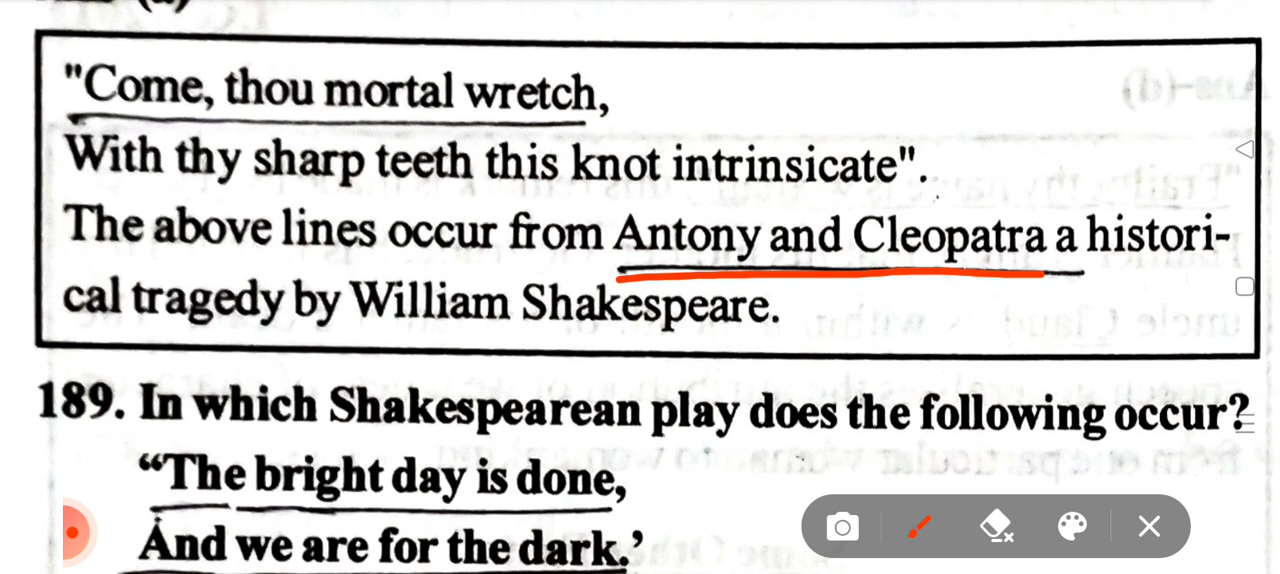 "Come, thou mortal wretch,
With thy sharp teeth this knot intrinsicate".
The above lines occur from Antony and Cleopatra a histori-
cal tragedy by William Shakespeare.
189. In which Shakespearean play does the following occur?
“The bright day is done,
And we are for the dark.’